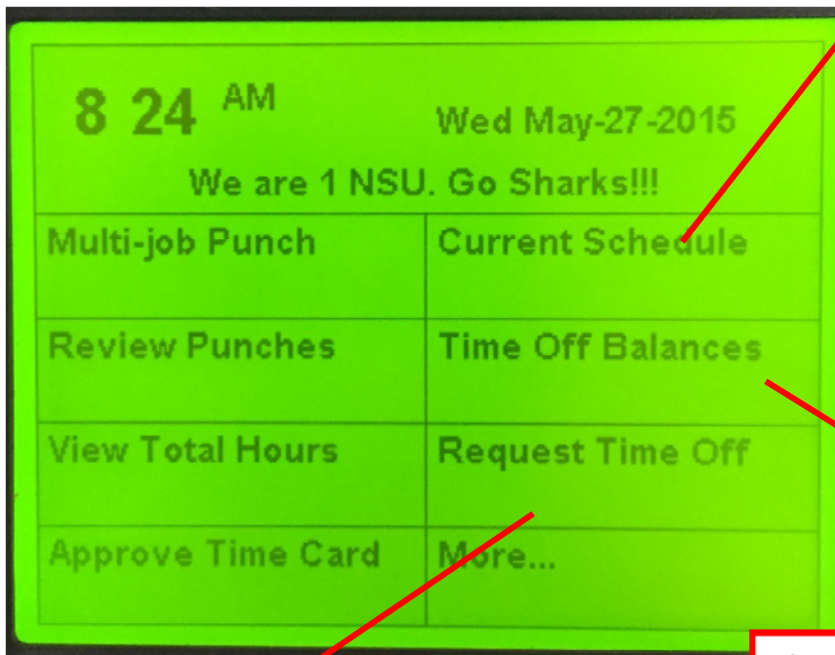 8 24 AM
Wed May-27-2015
We are 1 NSU. Go Sharks!!!
Multi-job Punch
Current Schedule
Review Punches
Time Off Balances
View Total Hours
Request Time Off
Approve Time Card
More...